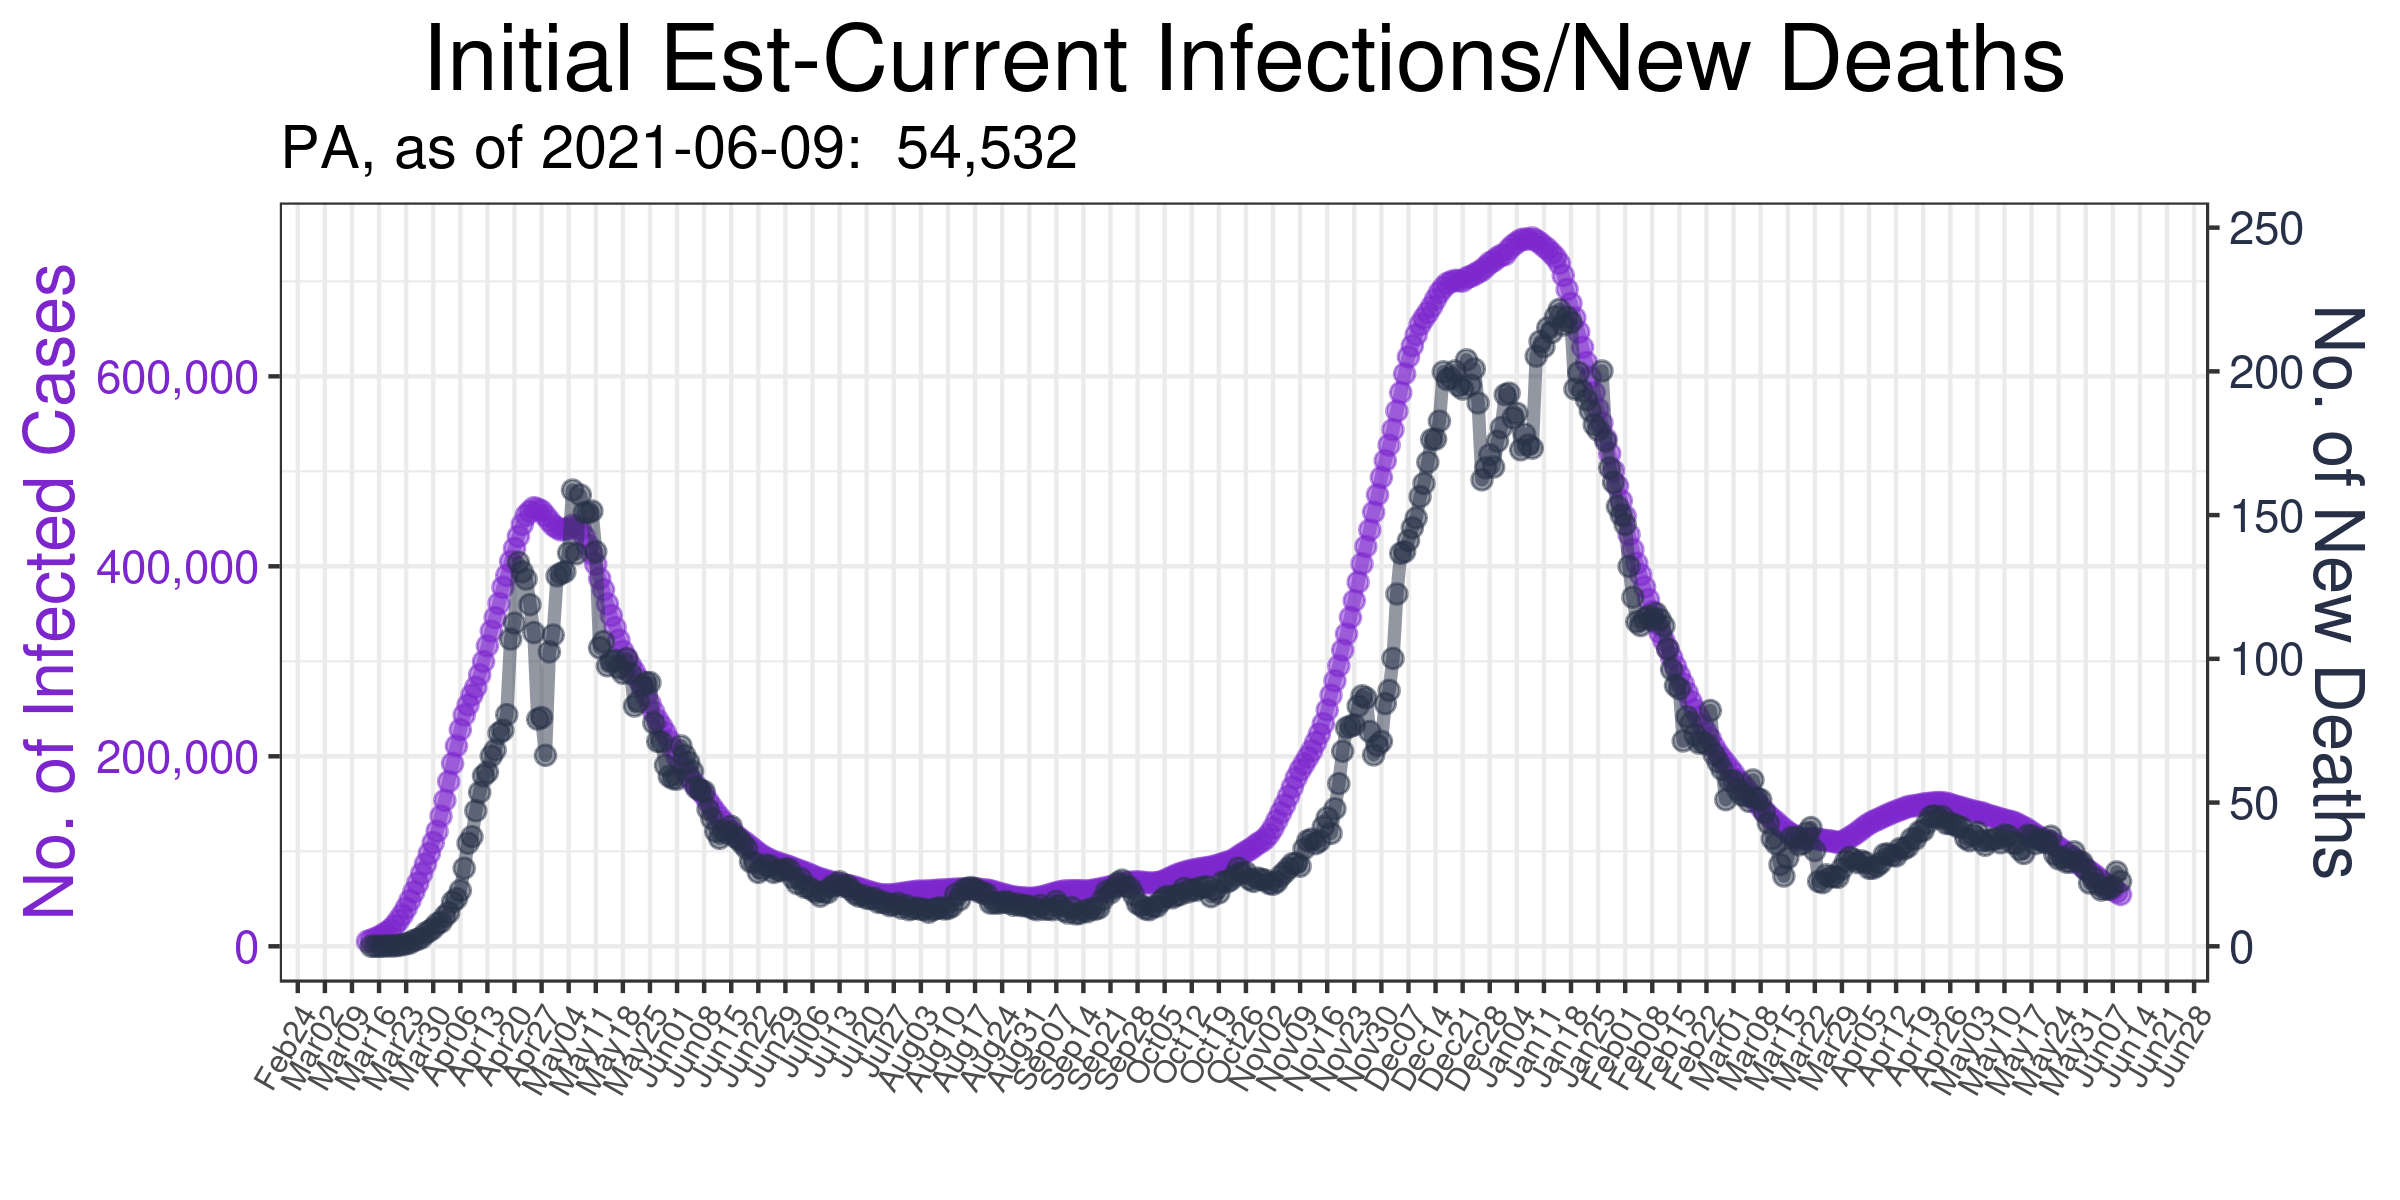 Initial Est-Current Infections/New Deaths
PA, as of 2021-06-09:  54,532
No. of Infected Cases
600,000
400,000
200,000
0
250
200
150
100
50
0
No. of New Deaths
Feb24
Mar02
Mar09
Mar16
Mar23
Mar30
Apr06
Apr13
Apr20
Apr27
May04
May11
May18
May25
Jun01
Jun08
Jun15
Jun22
Jun29
Jul06
Jul13
Jul20
Jul27
Aug03
Aug10
Aug17
Aug24
Aug31
Sep07
Sep14
Sep21
Sep28
Oct05
Oct12
Oct19
Oct26
Nov02
Nov09
Nov16
Nov23
Nov30
Dec07
Dec14
Dec21
Dec28
Jan04
Jan11
Jan18
Jan25
Feb01
Feb08
Feb15
Feb22
Mar01
Mar08
Mar15
Mar22
Mar29
Apr05
Apr12
Apr19
Apr26
May03
May10
May17
May24
May31
Jun07
Jun14
Jun21
Jun28